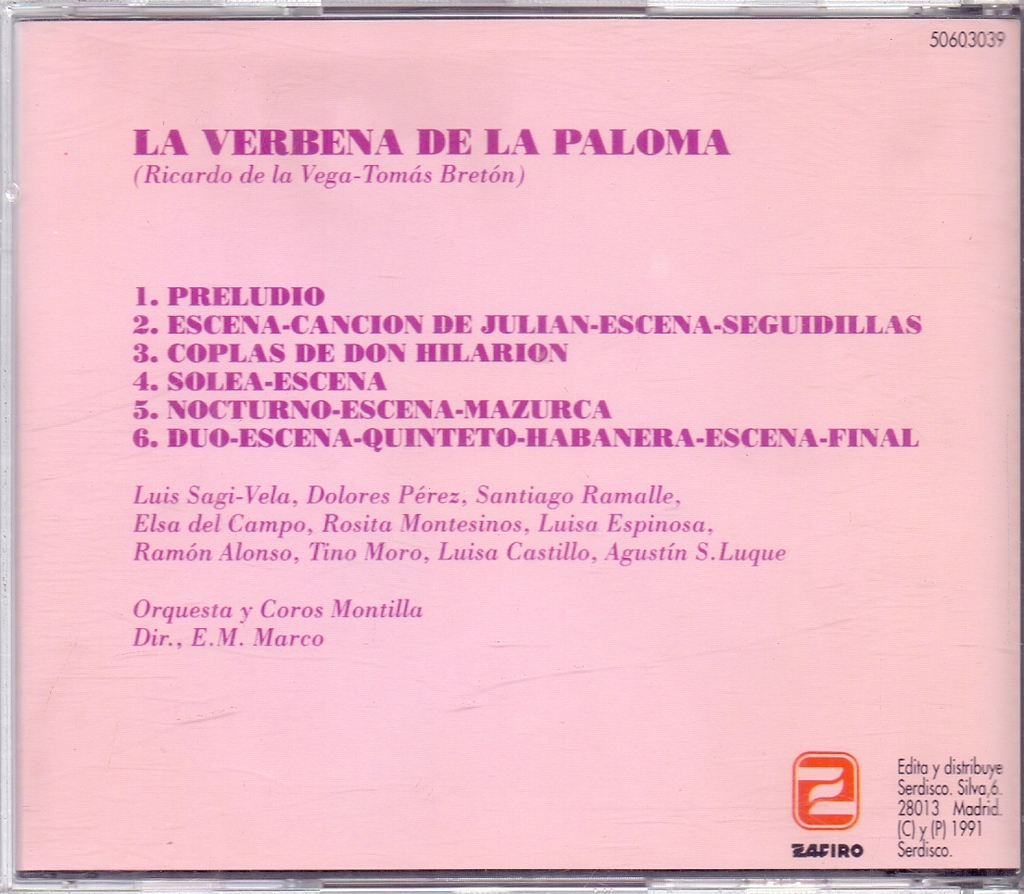 50603039
LA VERBENA DE LA PALOMA
(Ricardo de la Vega-Tomás Bretón)
1. PRELUDIO
2. ESCENA-CANCION DE JULIAN-ESCENA-SEGUIDILLAS
3. COPLAS DE DON HILARION
4. SOLEA-ESCENA
5. NOCTURNO-ESCENA-MAZURCA
6. DUO-ESCENA-QUINTETO-HABANERA-ESCENA-FINAL
Luis Sagi-Vela, Dolores Pérez, Santiago Ramalle,
Elsa del Campo, Rosita Montesinos, Luisa Espinosa,
Ramón Alonso, Tino Moro, Luisa Castillo, Agustín S.Luque
Orquesta y Coros Montilla
Dir., E.M. Marco
ZAFIRO
Edita y distribuye
Serdisco. Silva,6.
28013 Madrid.
(C) y (P) 1991
Serdisco.